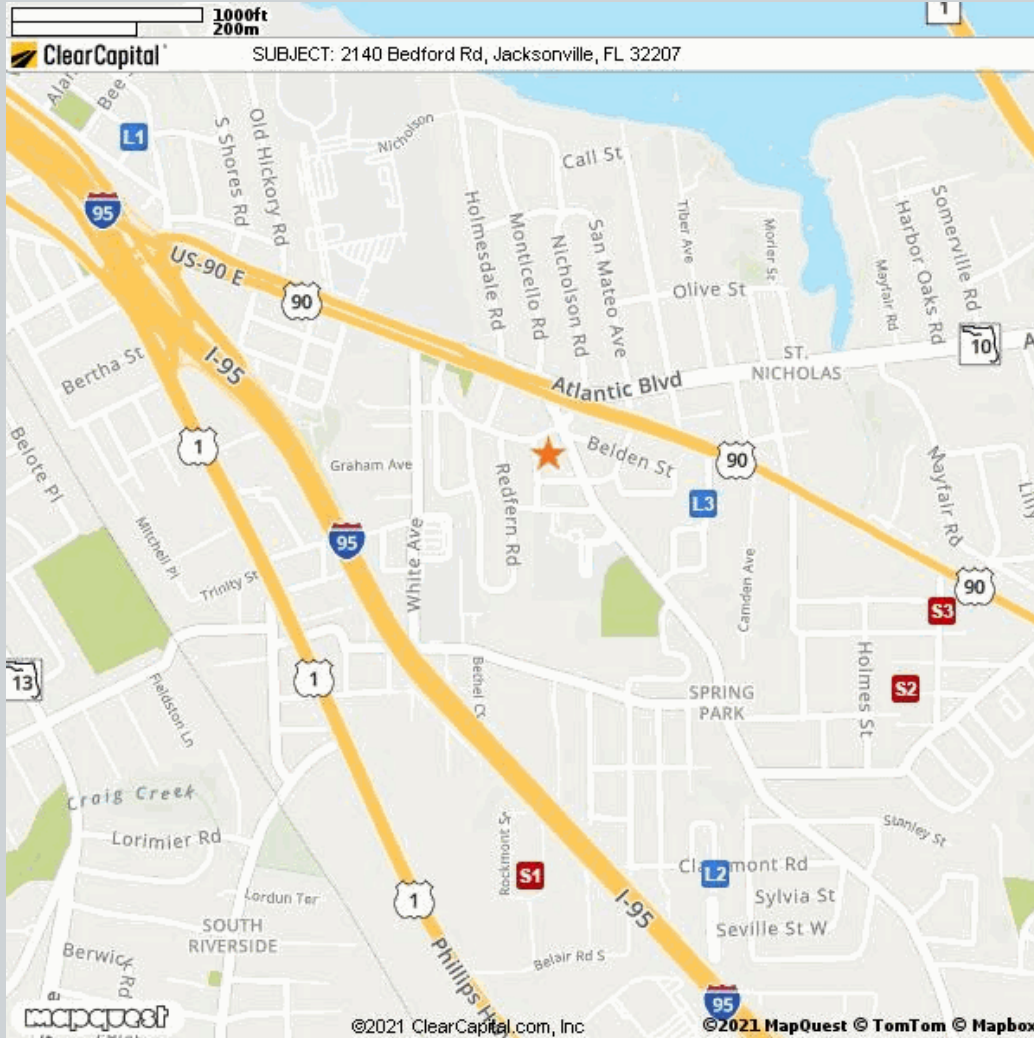 1000ft
200m
1
ClearCapital
SUBJECT: 2140 Bedford Rd, Jacksonville, FL 32207
Bee
L1
S Shores Rd
Old Hickory Rd
Nicholson
Call St
95
Holmesdale Rd
Monticello Rd
Nicholson Rd
San Mateo Ave
Tiber Ave
Morier St
Mayfair Rd
Harbor Oaks Rd
Somerville Rd
US-90 E
90
Olive St
10
ST.
NICHOLAS
Bertha St
I-95
Atlantic Blvd
1
Belote Pl
Graham Ave
Redfern Rd
Belden St
90
Mayfair Rd
L3
Mitchell Pl
95
White Ave
Trinity St
Camden Ave
90
S3
13
1
Fieldston Ln
Bethel Ct
SPRING
PARK
Holmes St
S2
Craig Creek
Lorimier Rd
Rockmont St
Stanley St
S1
L2
Rd
Lordun Ter
1
I-95
Sylvia St
SOUTH
RIVERSIDE
Seville St W
Berwick Rd
Phillips
Belair Rd S
95
mapquest
©2021 ClearCapital.com, Inc
©2021 MapQuest © TomTom © Mapbox